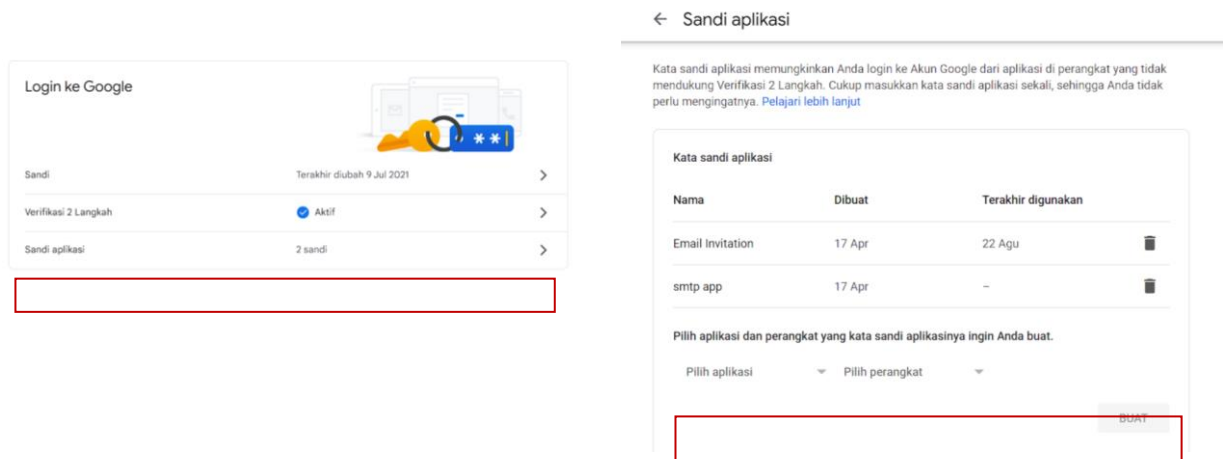 Login ke Google
Sandi Terakhir diubah 9 Jul 2021
Verifikasi 2 Langkah Aktif
Sandi aplikasi 2 sandi
Sandi aplikasi
Kata sandi aplikasi memungkinkan Anda login ke Akun Google dari aplikasi di perangkat yang tidak
mendukung Verifikasi 2 Langkah. Cukup masukkan kata sandi aplikasi sekali, sehingga Anda tidak
perlu mengingatnya. Pelajari lebih lanjut
Kata sandi aplikasi
Nama Dibuat Terakhir digunakan
Email Invitation 17 Apr 22 Agu
smtp app 17 Apr –
Pilih aplikasi dan perangkat yang kata sandi aplikasinya ingin Anda buat.
Pilih aplikasi Pilih perangkat
BUAT